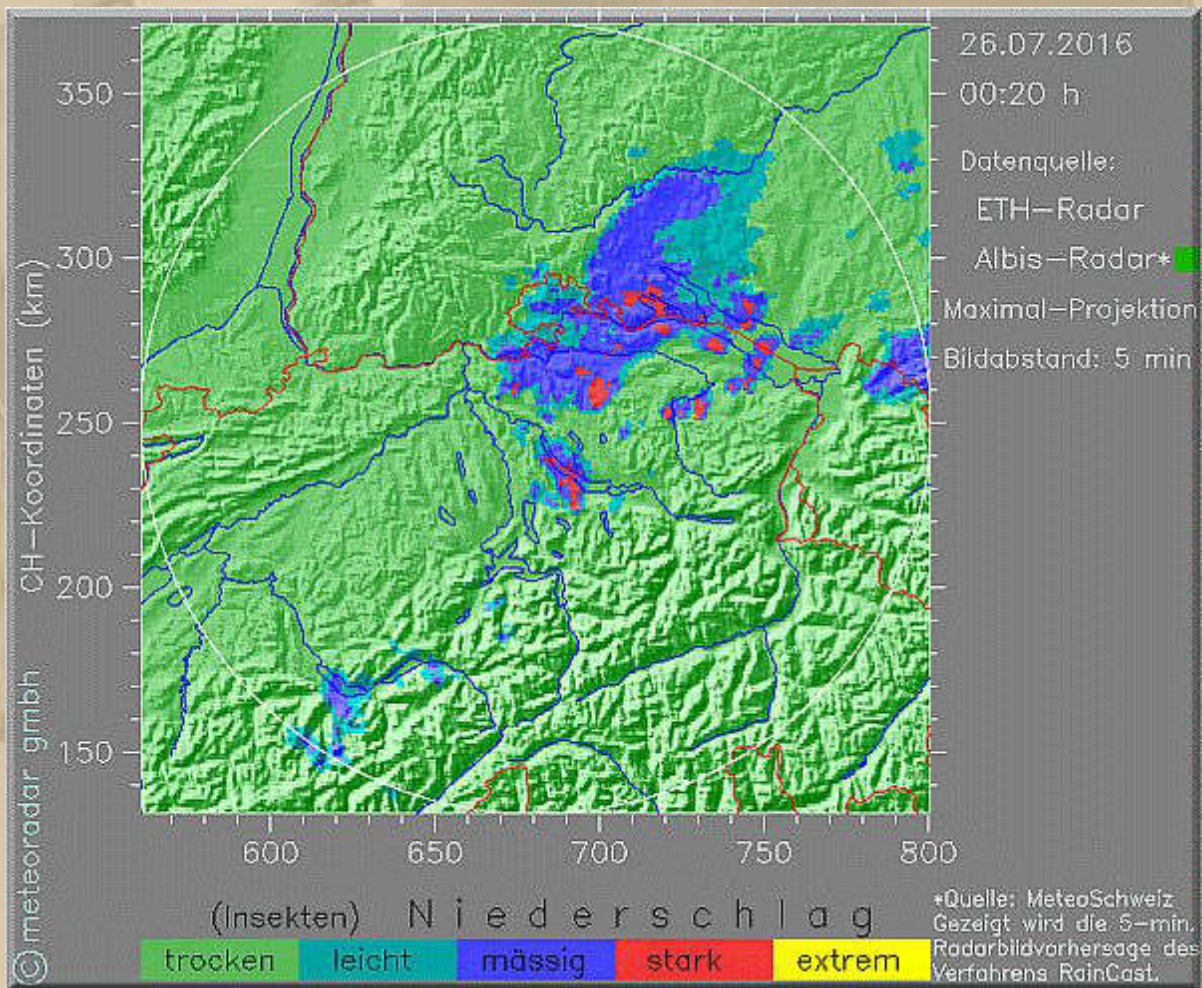 26.07.2016
00:20 h
Datenquelle:
ETH-Radar
Albis-Radar*
Maximal-Projektion
Bildabstand: 5 min
CH-Koordinaten (km)
350
300
250
200
150
600 650 700 750 800
©meteoradar gmbh
(Insekten) Niederschlag
trocken leicht mässig stark extrem
*Quelle: MeteoSchweiz
Gezeigt wird die 5-min.
Radarbildvorhersage des
Verfahrens RainCast.